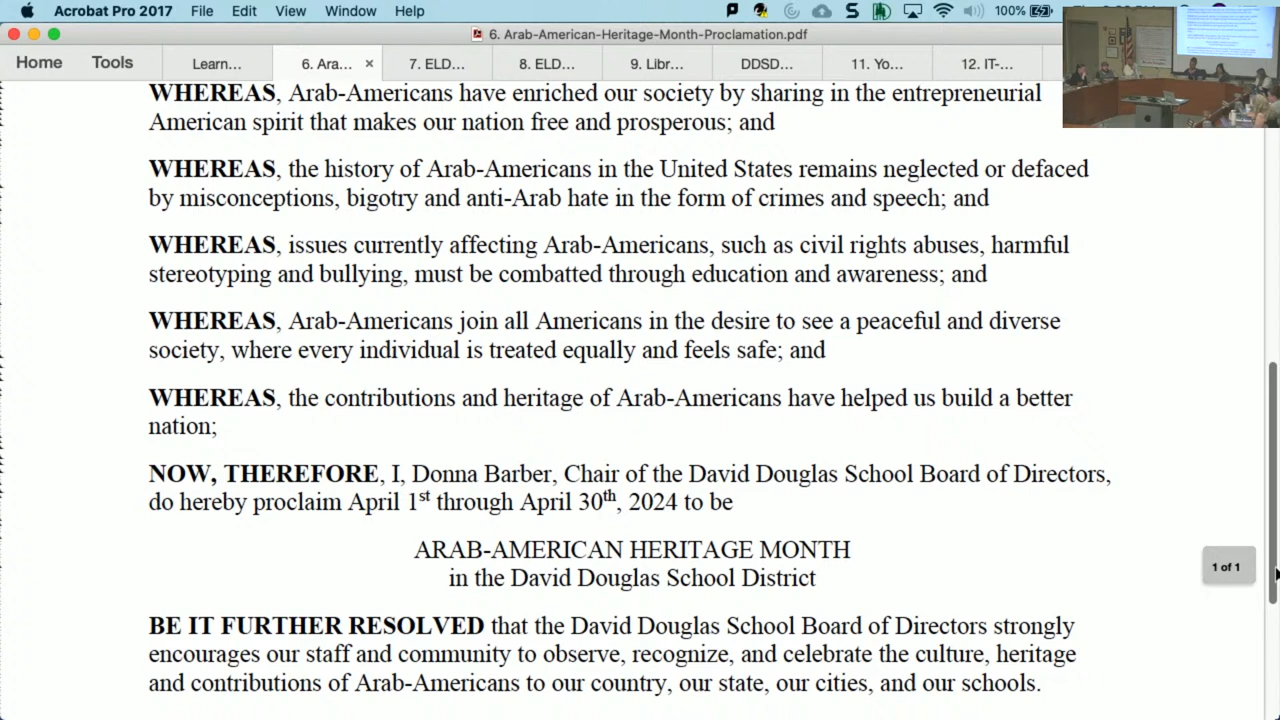 Acrobat Pro 2017 File Edit View Window Help
100%
6. Arab-American-Heritage-Month-Proclamation.pdf
Home Tools Learn... 6. Ara... × 7. ELD... 8. ELD... 9. Libr... DDSD... 11. Yo... 12. IT-...
WHEREAS, Arab-Americans have enriched our society by sharing in the entrepreneurial
American spirit that makes our nation free and prosperous; and
WHEREAS, the history of Arab-Americans in the United States remains neglected or defaced
by misconceptions, bigotry and anti-Arab hate in the form of crimes and speech; and
WHEREAS, issues currently affecting Arab-Americans, such as civil rights abuses, harmful
stereotyping and bullying, must be combatted through education and awareness; and
WHEREAS, Arab-Americans join all Americans in the desire to see a peaceful and diverse
society, where every individual is treated equally and feels safe; and
WHEREAS, the contributions and heritage of Arab-Americans have helped us build a better
nation;
NOW, THEREFORE, I, Donna Barber, Chair of the David Douglas School Board of Directors,
do hereby proclaim April 1st through April 30th, 2024 to be
ARAB-AMERICAN HERITAGE MONTH
in the David Douglas School District
1 of 1
BE IT FURTHER RESOLVED that the David Douglas School Board of Directors strongly
encourages our staff and community to observe, recognize, and celebrate the culture, heritage
and contributions of Arab-Americans to our country, our state, our cities, and our schools.